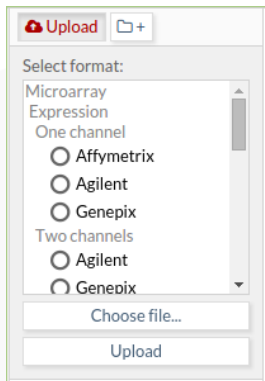 Upload +
Select format:
Microarray
Expression
One channel
Affymetrix
Agilent
Genepix
Two channels
Agilent
Genepix
Choose file...
Upload